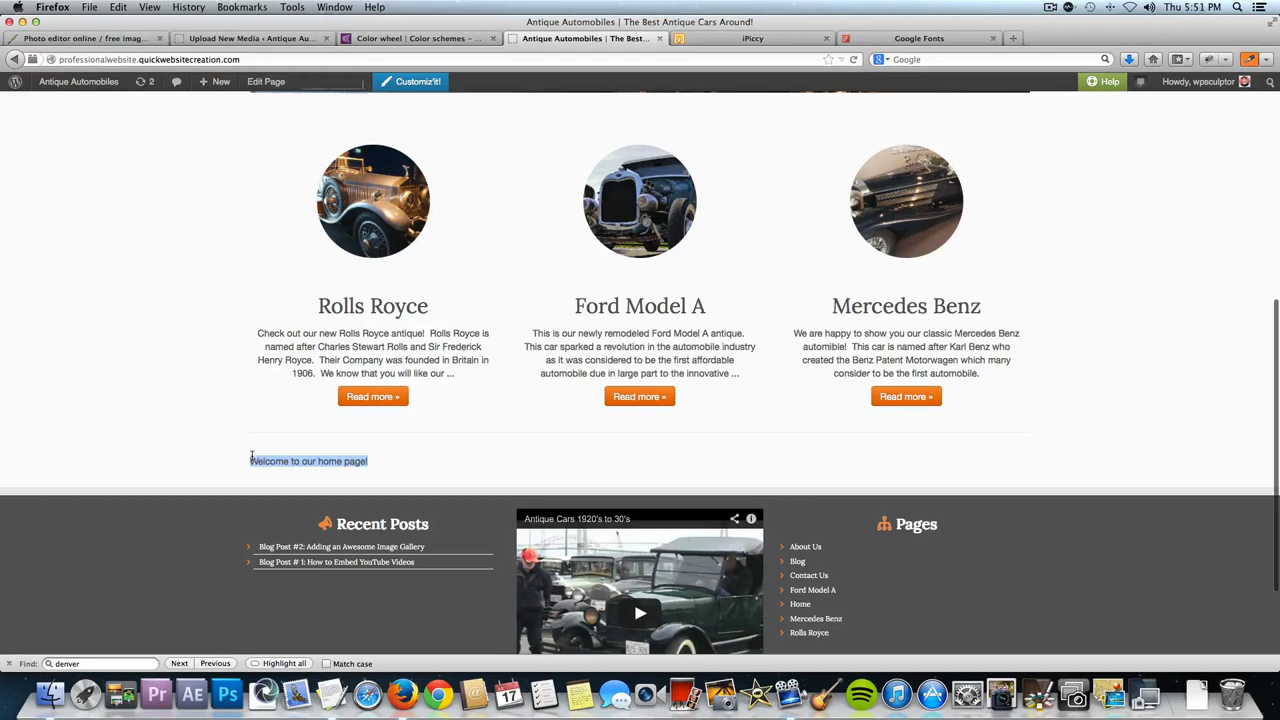 Firefox File Edit View History Bookmarks Tools Window Help Thu 5:51 PM
Antique Automobiles | The Best Antique Cars Around!
Photo editor online / free imag... Upload New Media ‹ Antique Au... Color wheel | Color schemes - ... Antique Automobiles | The Best... iPiccy Google Fonts
professionalwebsite.quickwebsitecreation.com Google
Antique Automobiles 2 New Edit Page Customiz'it! Help Howdy, wpsculptor
Rolls Royce
Check out our new Rolls Royce antique! Rolls Royce is
named after Charles Stewart Rolls and Sir Frederick
Henry Royce. Their Company was founded in Britain in
1906. We know that you will like our ...
Read more »
Ford Model A
This is our newly remodeled Ford Model A antique.
This car sparked a revolution in the automobile industry
as it was considered to be the first affordable
automobile due in large part to the innovative ...
Read more »
Mercedes Benz
We are happy to show you our classic Mercedes Benz
automible! This car is named after Karl Benz who
created the Benz Patent Motorwagen which many
consider to be the first automobile.
Read more »
Welcome to our home page!
Recent Posts
Blog Post #2: Adding an Awesome Image Gallery
Blog Post # 1: How to Embed YouTube Videos
Antique Cars 1920's to 30's
Pages
About Us
Blog
Contact Us
Ford Model A
Home
Mercedes Benz
Rolls Royce
Find: denver Next Previous Highlight all Match case
Pr Ae Ps 17